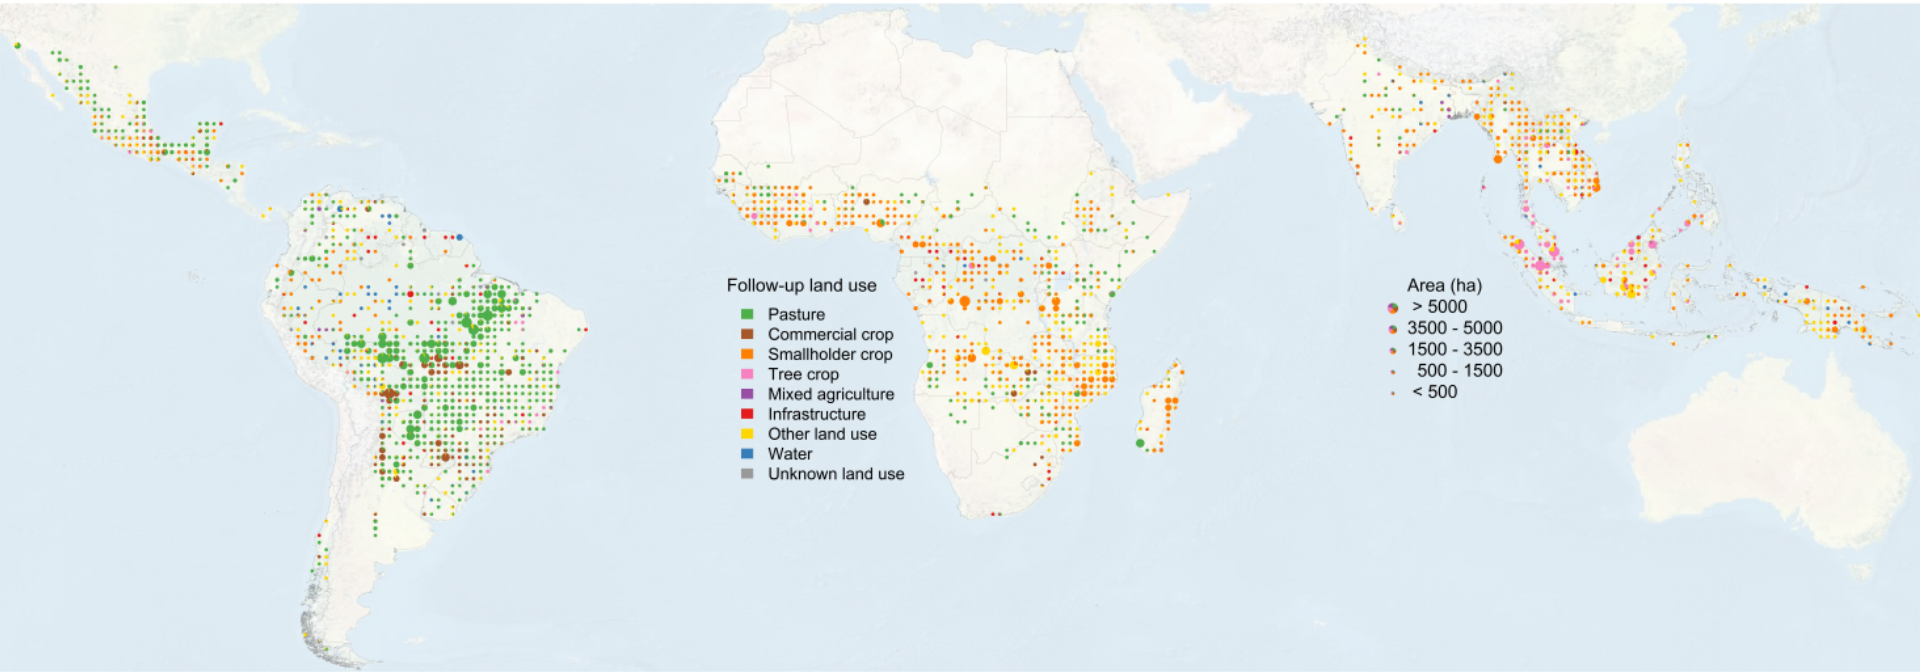 Follow-up land use
Pasture
Commercial crop
Smallholder crop
Tree crop
Mixed agriculture
Infrastructure
Other land use
Water
Unknown land use
Area (ha)
> 5000
3500 - 5000
1500 - 3500
500 - 1500
< 500